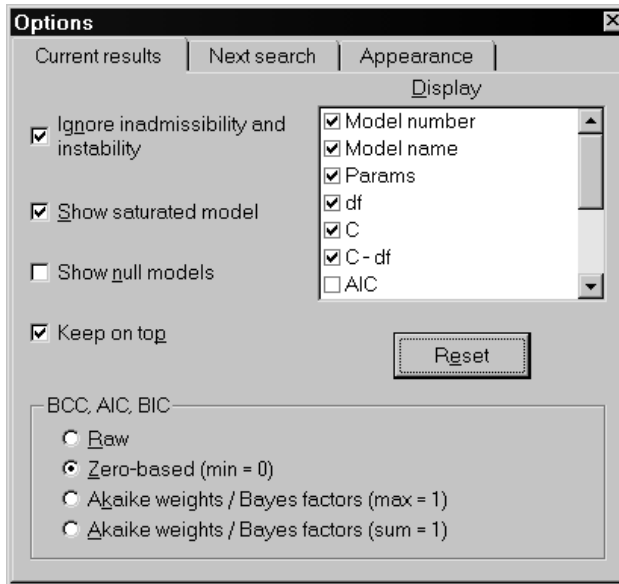 Options
Current results
Next search
Appearance
Ignore inadmissibility and
instability
Show saturated model
Show null models
Keep on top
Display
Model number
Model name
Params
df
C
C - df
AIC
Reset
BCC, AIC, BIC
Raw
Zero-based (min = 0)
Akaike weights / Bayes factors (max = 1)
Akaike weights / Bayes factors (sum = 1)